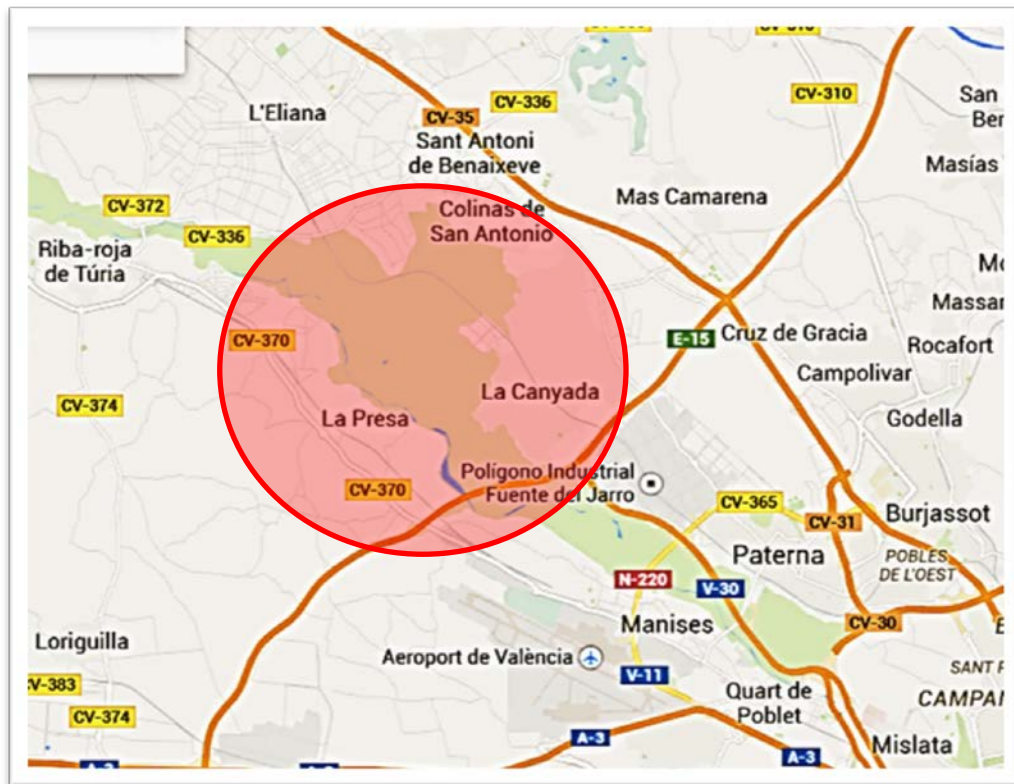 CV-336
CV-310
L'Eliana
CV-35
San
Ber
Sant Antoni
de Benaixeve
Masías
Mas Camarena
CV-372
Colinas de
San Antonio
CV-336
Riba-roja
de Túria
Massar
CV-370
E-15
Cruz de Gracia
Rocafort
Campolivar
CV-374
La Canyada
La Presa
Godella
Polígono Industrial
Fuente del Jarro
CV-370
CV-365
CV-31
Burjassot
Paterna
POBLES
DE L'OEST
N-220
V-30
Manises
CV-30
Loriguilla
Aeroport de València
V-11
SANT
CV-383
Quart de
Poblet
CAMPAN
CV-374
A-3
Mislata
A-3